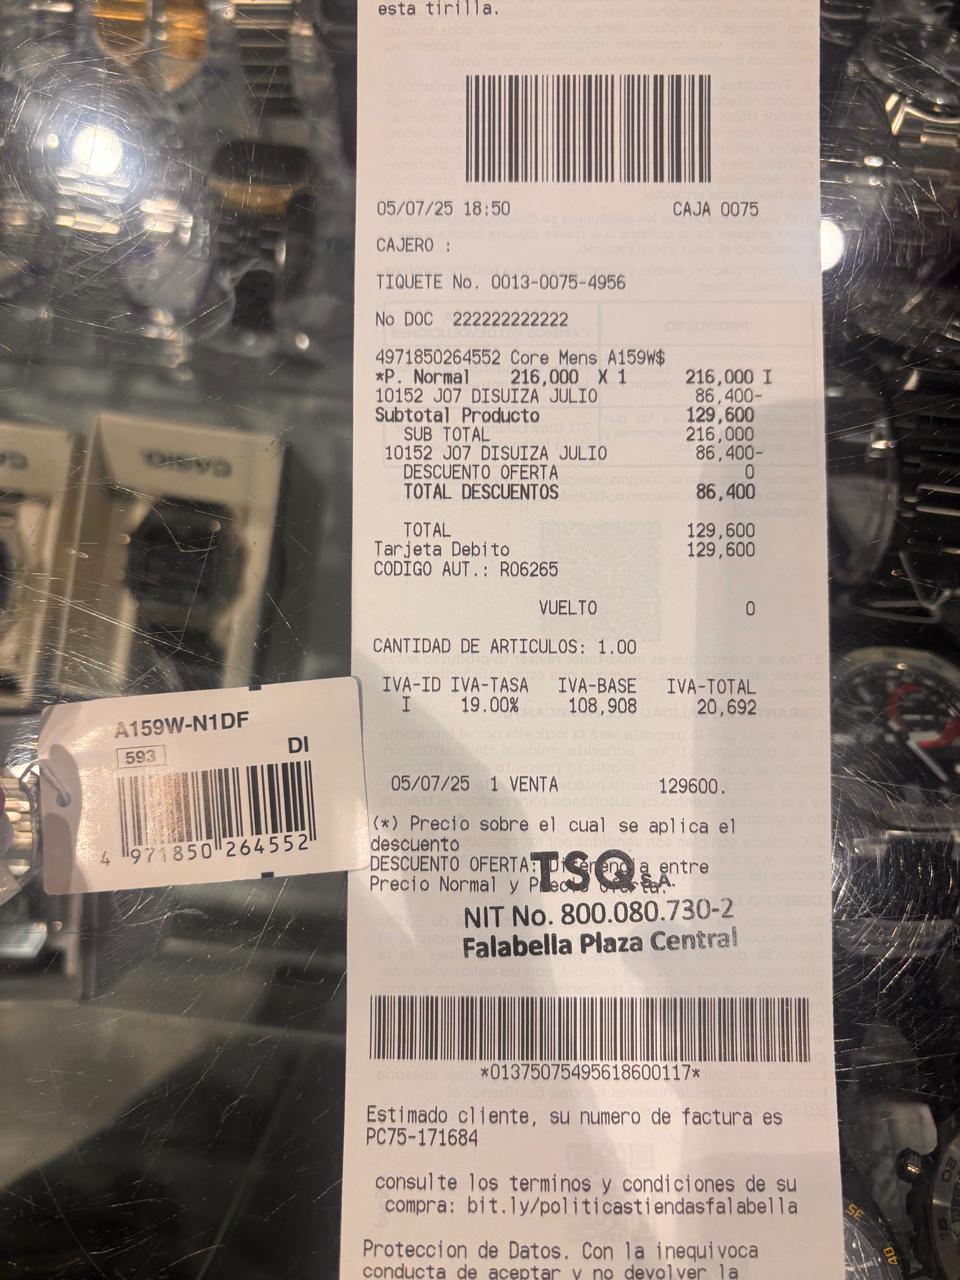 esta tirilla.
05/07/25 18:50 CAJA 0075
CAJERO :
TIQUETE No. 0013-0075-4956
No DOC 222222222222
4971850264552 Core Mens A159W$
*P. Normal 216,000 X 1 216,000 I
10152 J07 DISUIZA JULIO 86,400-
Subtotal Producto 129,600
SUB TOTAL 216,000
10152 J07 DISUIZA JULIO 86,400-
DESCUENTO OFERTA 0
TOTAL DESCUENTOS 86,400
TOTAL 129,600
Tarjeta Debito 129,600
CODIGO AUT.: R06265
VUELTO 0
CANTIDAD DE ARTICULOS: 1.00
IVA-ID IVA-TASA IVA-BASE IVA-TOTAL
I 19.00% 108,908 20,692
05/07/25 1 VENTA 129600.
(*) Precio sobre el cual se aplica el
descuento
DESCUENTO OFERTA: Diferencia entre
Precio Normal y Precio Oferta.
TSQ S.A.
NIT No. 800.080.730-2
Falabella Plaza Central
*01375075495618600117*
Estimado cliente, su numero de factura es
PC75-171684
consulte los terminos y condiciones de su
compra: bit.ly/politicastiendasfalabella
Proteccion de Datos. Con la inequivoca
conducta de aceptar y no devolver la
A159W-N1DF
593 DI
4 971850 264552
CASIO